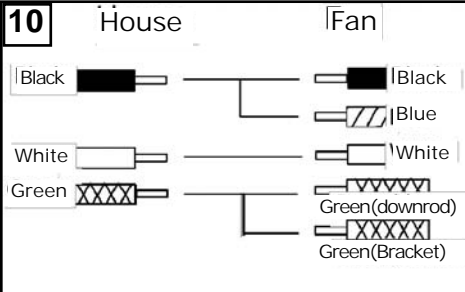 10 House Fan
Black Black
Blue
White White
Green
Green(downrod)
Green(Bracket)